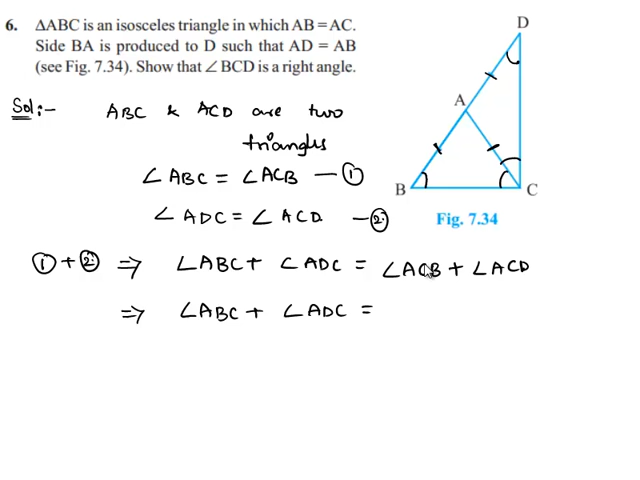 6. ΔABC is an isosceles triangle in which AB = AC.
Side BA is produced to D such that AD = AB
(see Fig. 7.34). Show that ∠ BCD is a right angle.
D
Sol:- ABC & ACD are two
triangles
A
∠ ABC = ∠ ACB — ①
B C
∠ ADC = ∠ ACD — ②
Fig. 7.34
① + ② ⇒ ∠ABC + ∠ADC = ∠ACB + ∠ACD
⇒ ∠ABC + ∠ADC =